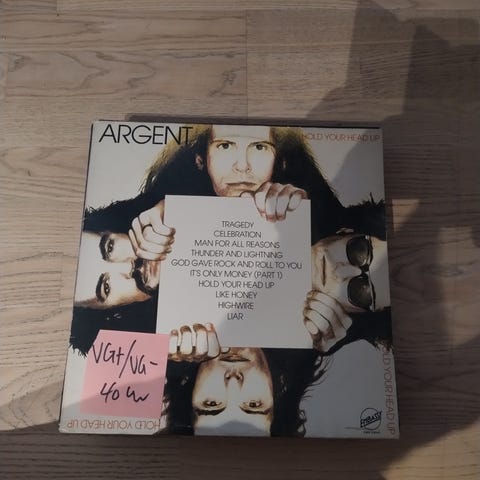 ARGENT
HOLD YOUR HEAD UP
TRAGEDY
CELEBRATION
MAN FOR ALL REASONS
THUNDER AND LIGHTNING
GOD GAVE ROCK AND ROLL TO YOU
IT'S ONLY MONEY (PART 1)
HOLD YOUR HEAD UP
LIKE HONEY
HIGHWIRE
LIAR
VG+/VG-
HOLD YOUR HEAD UP
HOLD YOUR HEAD UP
EMBASSY